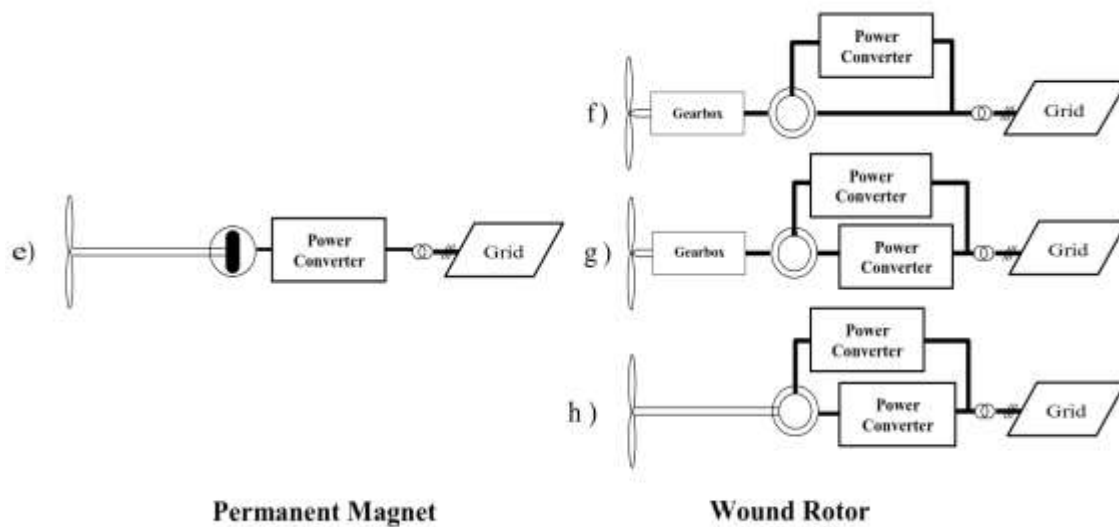 e)
Power
Converter
Grid
Permanent Magnet
f)
Gearbox
Power
Converter
Grid
g)
Gearbox
Power
Converter
Power
Converter
Grid
h)
Power
Converter
Power
Converter
Grid
Wound Rotor